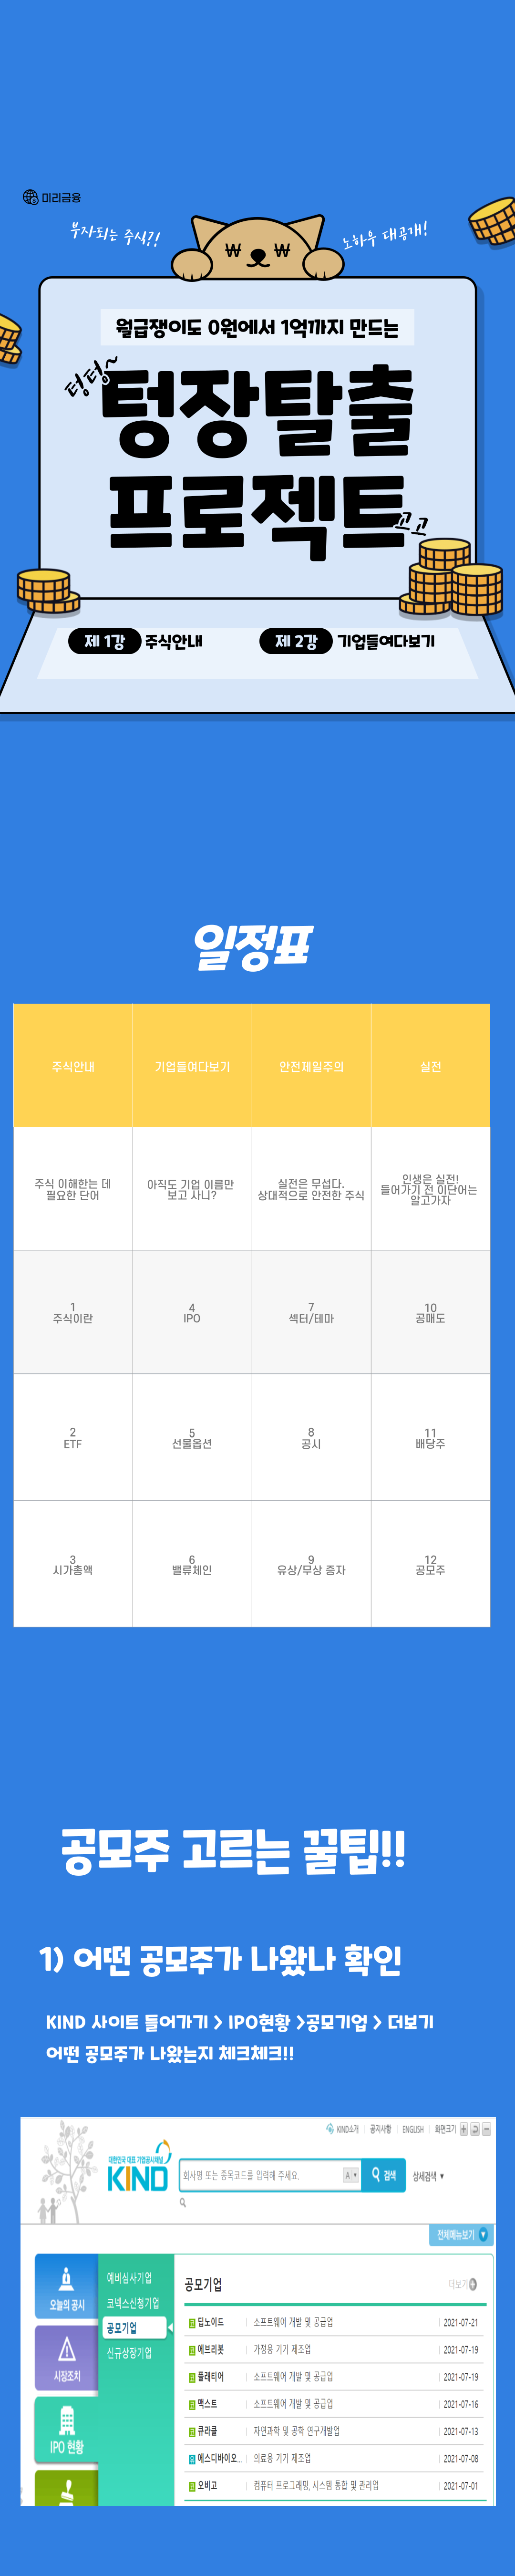 미리금융
부자되는 주식?!
노하우 대공개!
월급쟁이도 0원에서 1억까지 만드는
텅텅~
텅장탈출
프로젝트
고고
제 1강 주식안내
제 2강 기업들여다보기
일정표
주식안내 기업들여다보기 안전제일주의 실전
주식 이해한는 데
필요한 단어
아직도 기업 이름만
보고 사니?
실전은 무섭다.
상대적으로 안전한 주식
인생은 실전!
들어가기 전 이단어는
알고가자
1
주식이란
4
IPO
7
섹터/테마
10
공매도
2
ETF
5
선물옵션
8
공시
11
배당주
3
시가총액
6
밸류체인
9
유상/무상 증자
12
공모주
공모주 고르는 꿀팁!!
1) 어떤 공모주가 나왔나 확인
KIND 사이트 들어가기 > IPO현황 >공모기업 > 더보기
어떤 공모주가 나왔는지 체크체크!!
KIND소개 공지사항 ENGLISH 화면크기
대한민국 대표 기업공시채널
KIND
회사명 또는 종목코드를 입력해 주세요. A 검색 상세검색
전체메뉴보기
오늘의 공시
시장조치
IPO 현황
예비심사기업
코넥스신청기업
공모기업
신규상장기업
공모기업 더보기
딥노이드 소프트웨어 개발 및 공급업 2021-07-21
에브리봇 가정용 기기 제조업 2021-07-19
플래티어 소프트웨어 개발 및 공급업 2021-07-19
맥스트 소프트웨어 개발 및 공급업 2021-07-16
큐라클 자연과학 및 공학 연구개발업 2021-07-13
에스디바이오... 의료용 기기 제조업 2021-07-08
오비고 컴퓨터 프로그래밍, 시스템 통합 및 관리업 2021-07-01